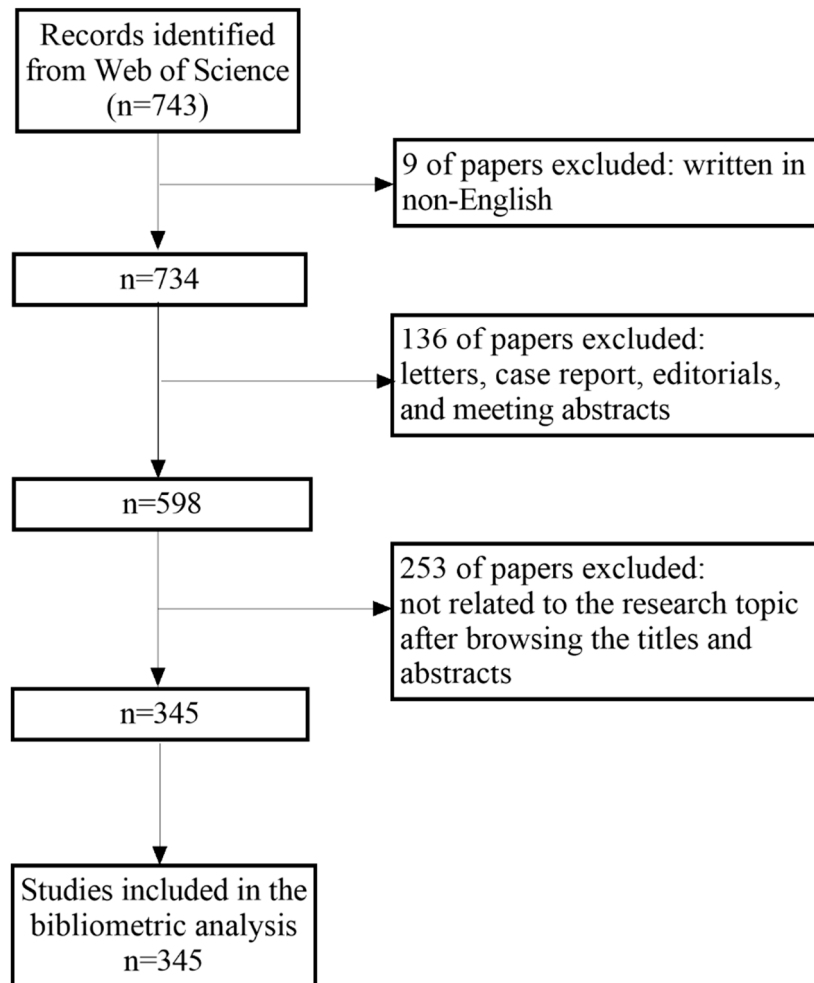 Records identified
from Web of Science
(n=743)
9 of papers excluded: written in
non-English
n=734
136 of papers excluded:
letters, case report, editorials,
and meeting abstracts
n=598
253 of papers excluded:
not related to the research topic
after browsing the titles and
abstracts
n=345
Studies included in the
bibliometric analysis
n=345